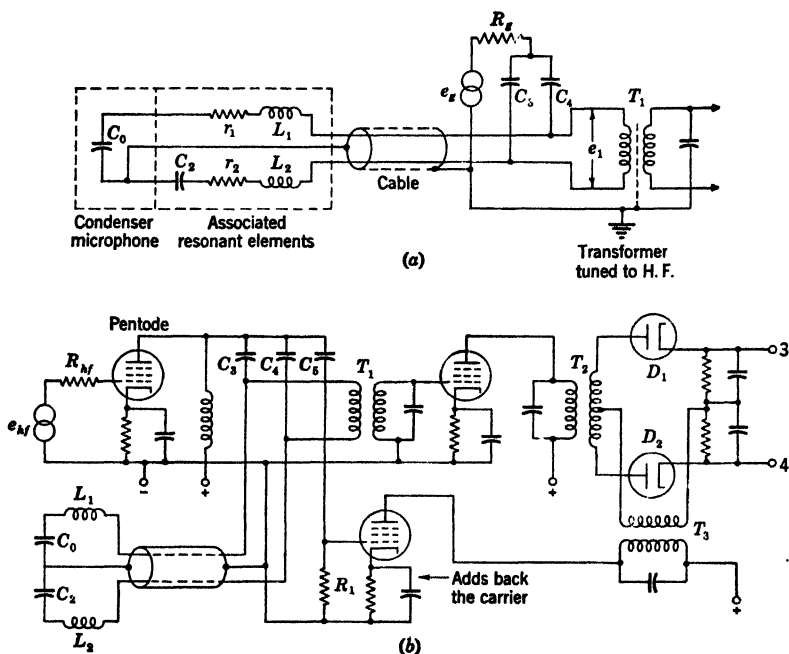 R_g
e_g
C_3
C_4
T_1
C_0
r_1
L_1
e_1
C_2
r_2
L_2
Cable
Condenser
microphone
Associated
resonant elements
Transformer
tuned to H. F.
(a)
Pentode
R_hf
e_hf
C_3
C_4
C_5
T_1
T_2
D_1
3
D_2
4
-
+
+
T_3
L_1
C_0
C_2
L_2
R_1
Adds back
the carrier
+
(b)